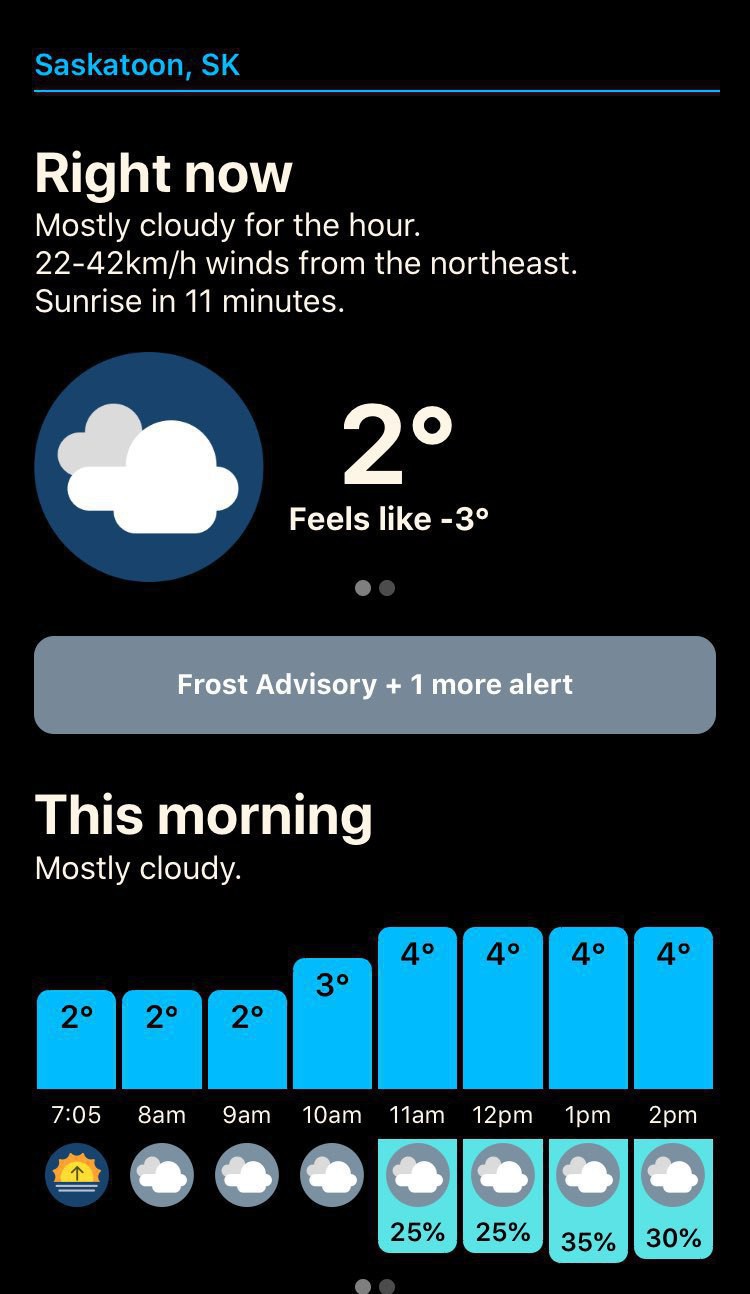 Saskatoon, SK
Right now
Mostly cloudy for the hour.
22-42km/h winds from the northeast.
Sunrise in 11 minutes.
2°
Feels like -3°
Frost Advisory + 1 more alert
This morning
Mostly cloudy.
2° 2° 2° 3° 4° 4° 4° 4°
7:05 8am 9am 10am 11am 12pm 1pm 2pm
25% 25% 35% 30%